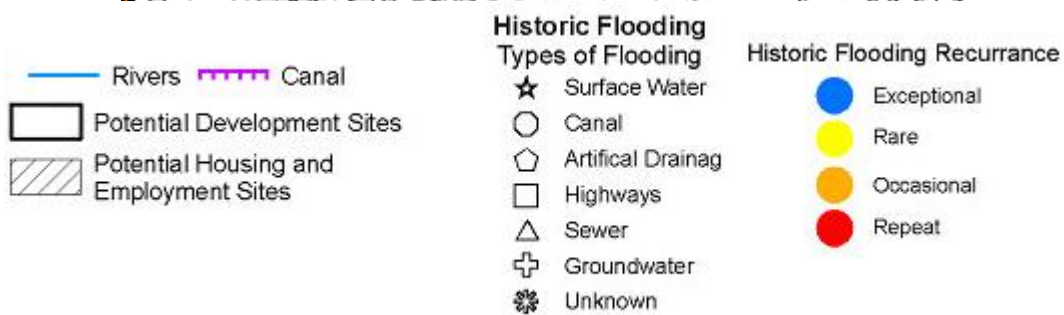 Rivers
Canal
Potential Development Sites
Potential Housing and
Employment Sites
Historic Flooding
Types of Flooding
Surface Water
Canal
Artifical Drainag
Highways
Sewer
Groundwater
Unknown
Historic Flooding Recurrance
Exceptional
Rare
Occasional
Repeat